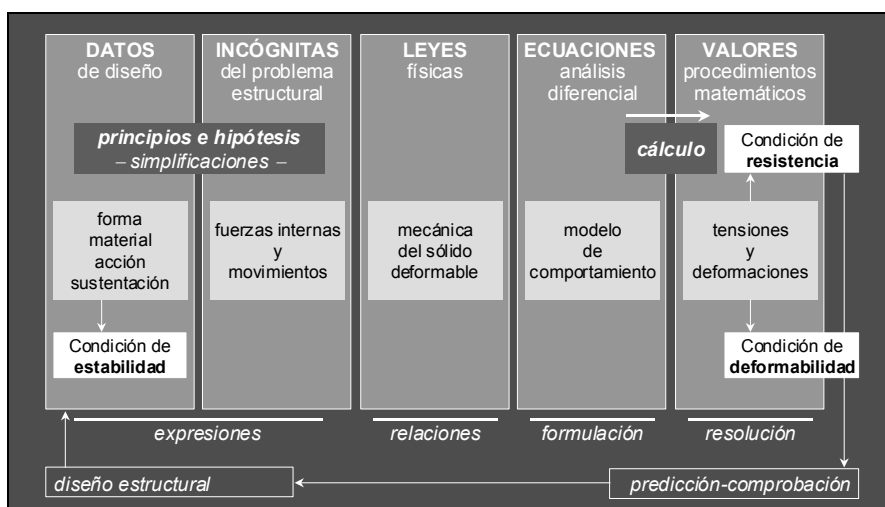 DATOS
de diseño
INCÓGNITAS
del problema
estructural
LEYES
físicas
ECUACIONES
análisis
diferencial
VALORES
procedimientos
matemáticos
principios e hipótesis
– simplificaciones –
cálculo
Condición de
resistencia
forma
material
acción
sustentación
fuerzas internas
y
movimientos
mecánica
del sólido
deformable
modelo
de
comportamiento
tensiones
y
deformaciones
Condición de
estabilidad
Condición de
deformabilidad
expresiones
relaciones
formulación
resolución
diseño estructural
predicción-comprobación